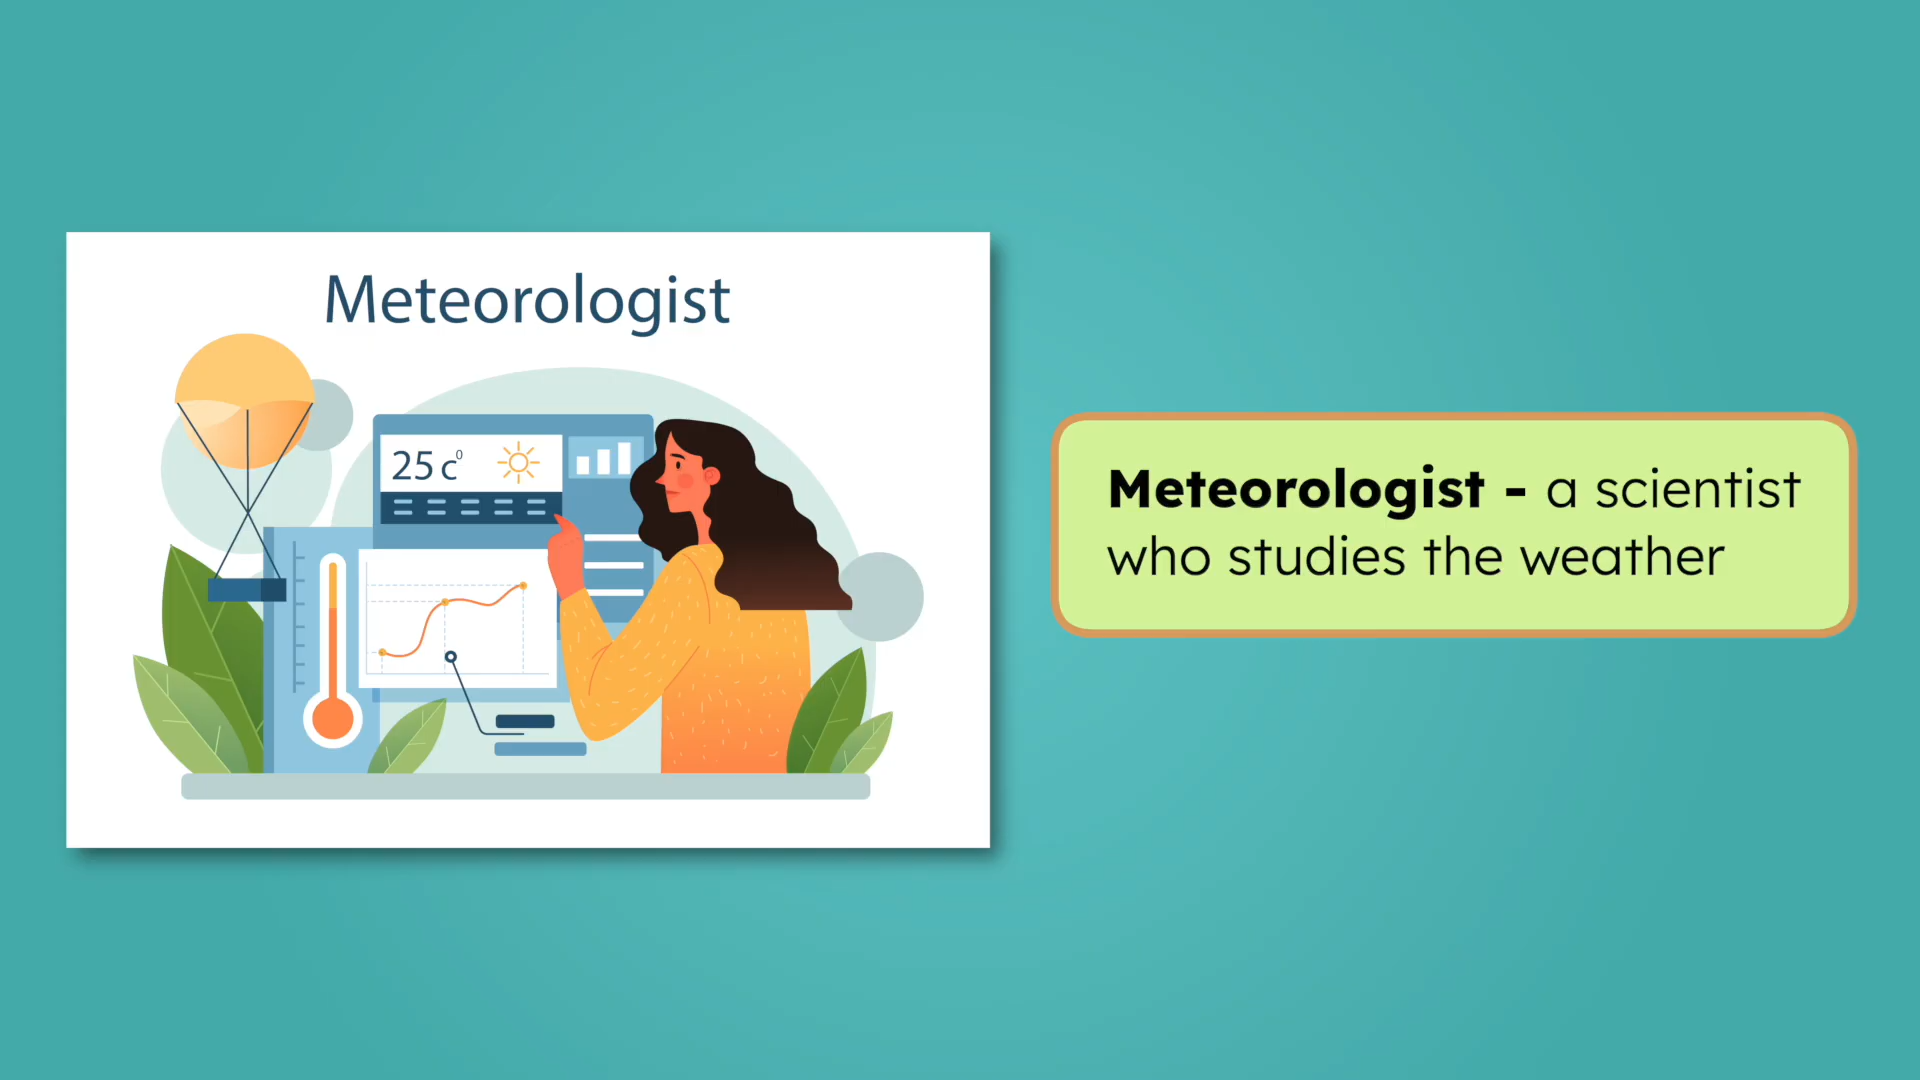 Meteorologist
25 c⁰
Meteorologist - a scientist
who studies the weather